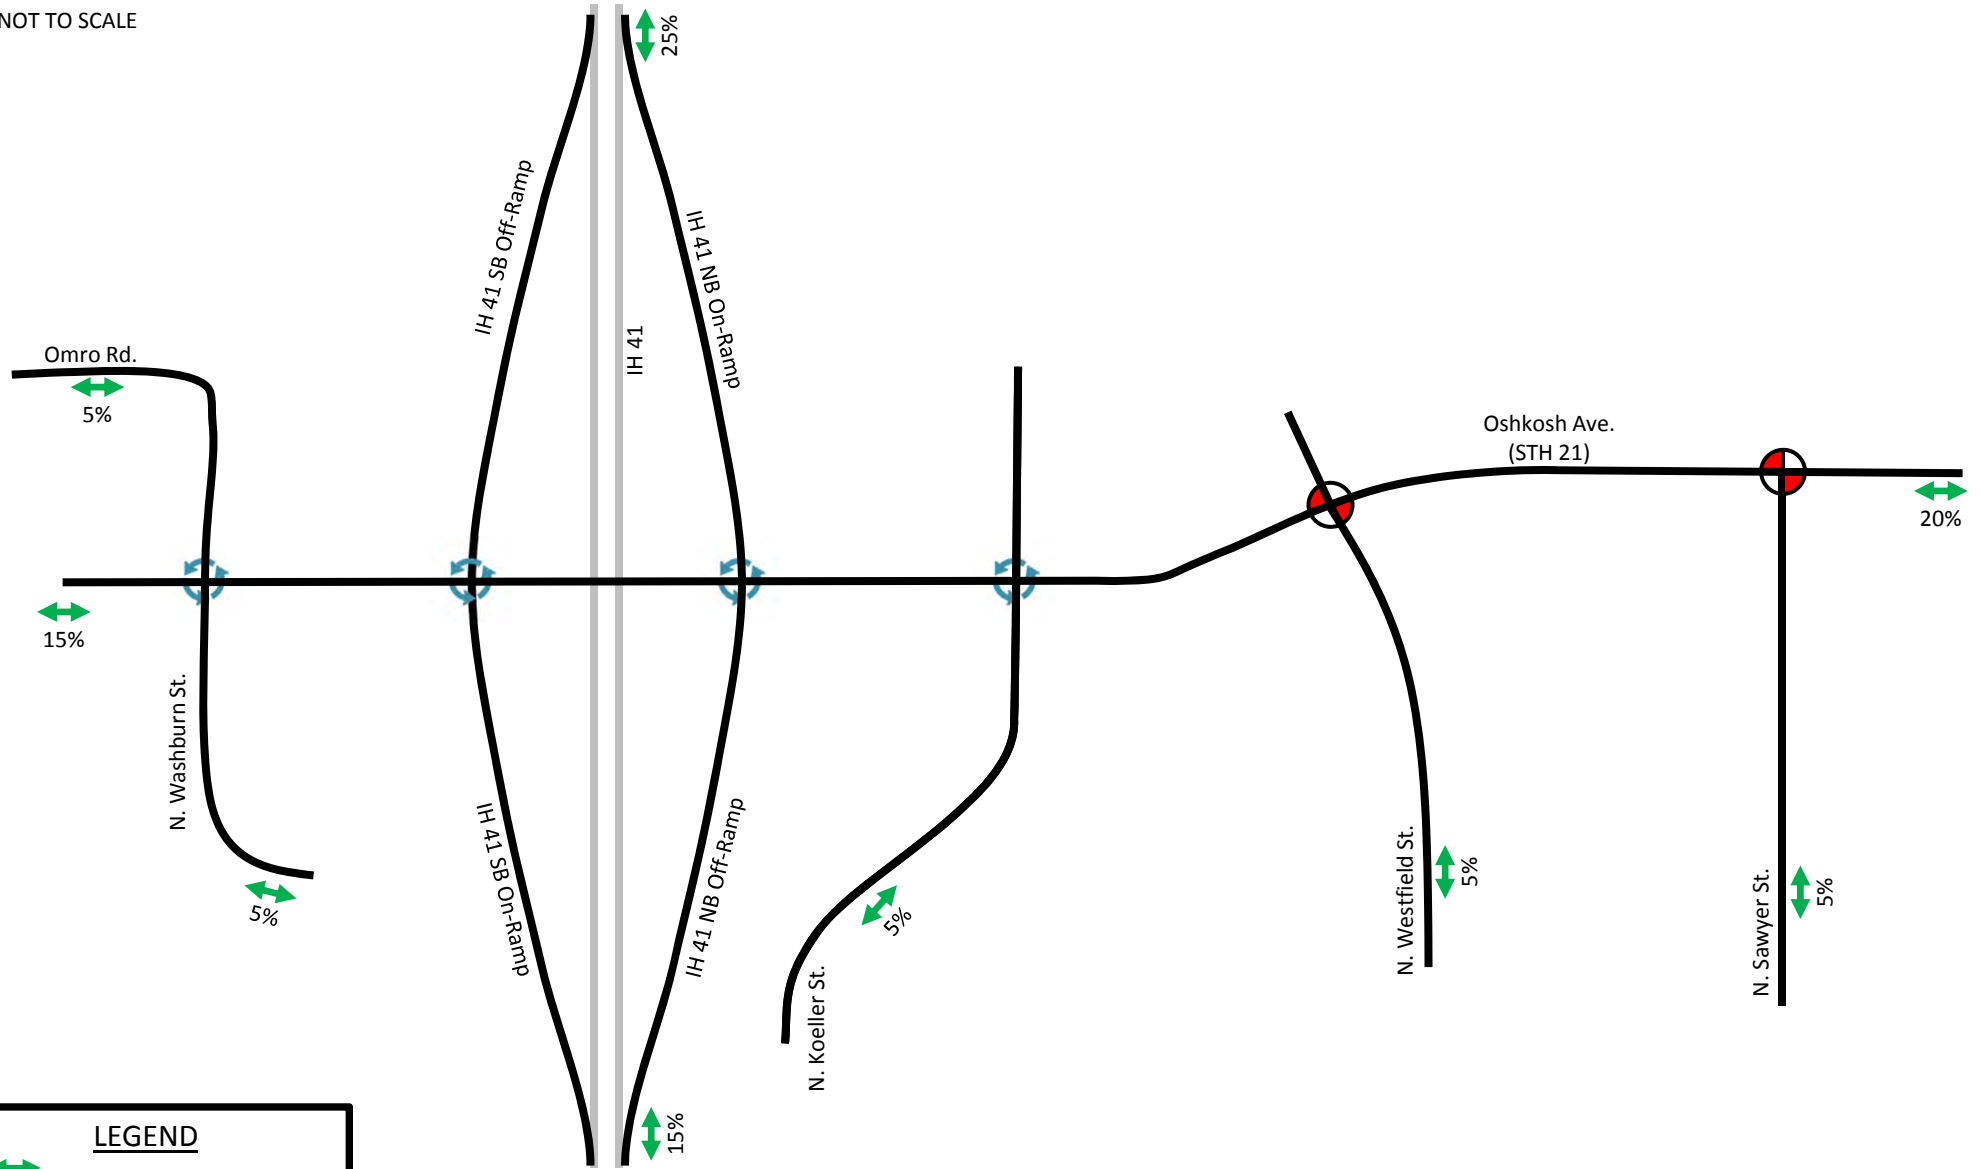 NOT TO SCALE
25%
IH 41 SB Off-Ramp
IH 41 NB On-Ramp
IH 41
Omro Rd.
5%
Oshkosh Ave.
(STH 21)
20%
15%
N. Washburn St.
5%
IH 41 SB On-Ramp
IH 41 NB Off-Ramp
5%
N. Koeller St.
N. Westfield St.
5%
N. Sawyer St.
5%
15%
LEGEND